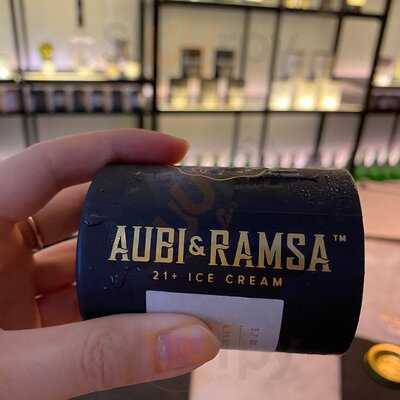 AUBI & RAMSA™
21+ ICE CREAM